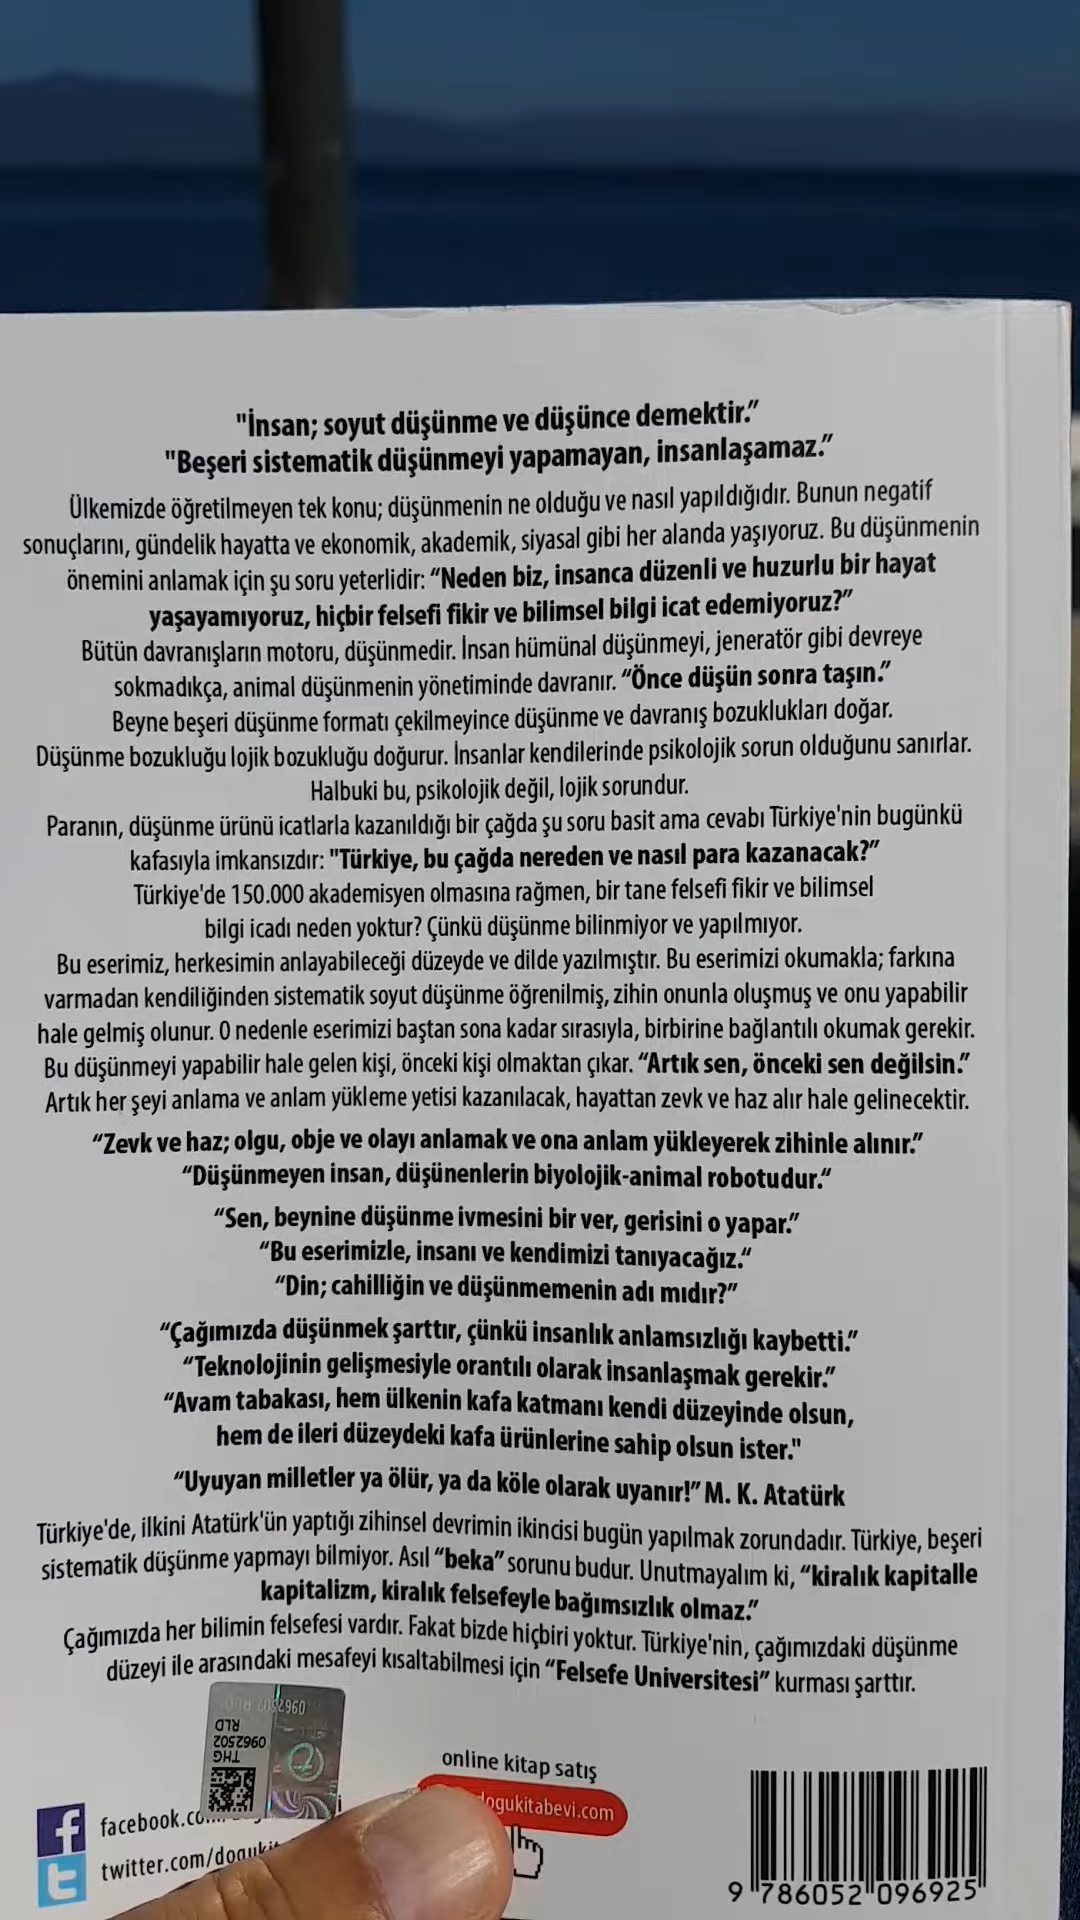 "İnsan; soyut düşünme ve düşünce demektir.”
"Beşeri sistematik düşünmeyi yapamayan, insanlaşamaz.”
Ülkemizde öğretilmeyen tek konu; düşünmenin ne olduğu ve nasıl yapıldığıdır. Bunun negatif
sonuçlarını, gündelik hayatta ve ekonomik, akademik, siyasal gibi her alanda yaşıyoruz. Bu düşünmenin
önemini anlamak için şu soru yeterlidir: “Neden biz, insanca düzenli ve huzurlu bir hayat
yaşayamıyoruz, hiçbir felsefi fikir ve bilimsel bilgi icat edemiyoruz?”
Bütün davranışların motoru, düşünmedir. İnsan hümünal düşünmeyi, jeneratör gibi devreye
sokmadıkça, animal düşünmenin yönetiminde davranır. “Önce düşün sonra taşın.”
Beyne beşeri düşünme formatı çekilmeyince düşünme ve davranış bozuklukları doğar.
Düşünme bozukluğu lojik bozukluğu doğurur. İnsanlar kendilerinde psikolojik sorun olduğunu sanırlar.
Halbuki bu, psikolojik değil, lojik sorundur.
Paranın, düşünme ürünü icatlarla kazanıldığı bir çağda şu soru basit ama cevabı Türkiye'nin bugünkü
kafasıyla imkansızdır: "Türkiye, bu çağda nereden ve nasıl para kazanacak?”
Türkiye'de 150.000 akademisyen olmasına rağmen, bir tane felsefi fikir ve bilimsel
bilgi icadı neden yoktur? Çünkü düşünme bilinmiyor ve yapılmıyor.
Bu eserimiz, herkesimin anlayabileceği düzeyde ve dilde yazılmıştır. Bu eserimizi okumakla; farkına
varmadan kendiliğinden sistematik soyut düşünme öğrenilmiş, zihin onunla oluşmuş ve onu yapabilir
hale gelmiş olunur. O nedenle eserimizi baştan sona kadar sırasıyla, birbirine bağlantılı okumak gerekir.
Bu düşünmeyi yapabilir hale gelen kişi, önceki kişi olmaktan çıkar. “Artık sen, önceki sen değilsin.”
Artık her şeyi anlama ve anlam yükleme yetisi kazanılacak, hayattan zevk ve haz alır hale gelinecektir.
“Zevk ve haz; olgu, obje ve olayı anlamak ve ona anlam yükleyerek zihinle alınır.”
“Düşünmeyen insan, düşünenlerin biyolojik-animal robotudur.“
“Sen, beynine düşünme ivmesini bir ver, gerisini o yapar.”
“Bu eserimizle, insanı ve kendimizi tanıyacağız.“
“Din; cahilliğin ve düşünmemenin adı mıdır?”
“Çağımızda düşünmek şarttır, çünkü insanlık anlamsızlığı kaybetti.”
“Teknolojinin gelişmesiyle orantılı olarak insanlaşmak gerekir.”
“Avam tabakası, hem ülkenin kafa katmanı kendi düzeyinde olsun,
hem de ileri düzeydeki kafa ürünlerine sahip olsun ister."
“Uyuyan milletler ya ölür, ya da köle olarak uyanır!” M. K. Atatürk
Türkiye'de, ilkini Atatürk'ün yaptığı zihinsel devrimin ikincisi bugün yapılmak zorundadır. Türkiye, beşeri
sistematik düşünme yapmayı bilmiyor. Asıl “beka” sorunu budur. Unutmayalım ki, “kiralık kapitalle
kapitalizm, kiralık felsefeyle bağımsızlık olmaz.”
Çağımızda her bilimin felsefesi vardır. Fakat bizde hiçbiri yoktur. Türkiye'nin, çağımızdaki düşünme
düzeyi ile arasındaki mesafeyi kısaltabilmesi için “Felsefe Universitesi” kurması şarttır.
THG
0962502
RLD
online kitap satış
dogukitabevi.com
facebook.co
twitter.com/doguki
9 786052 096925